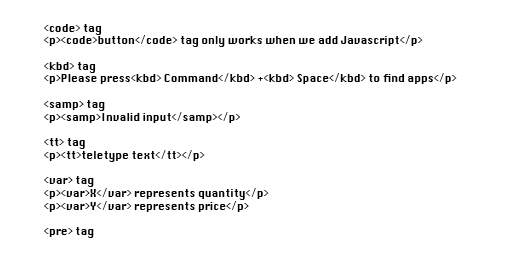 <code> tag
<p><code>button</code> tag only works when we add Javascript</p>
<kbd> tag
<p>Please press<kbd> Command</kbd> +<kbd> Space</kbd> to find apps</p>
<samp> tag
<p><samp>Invalid input</samp></p>
<tt> tag
<p><tt>teletype text</tt></p>
<var> tag
<p><var>X</var> represents quantity</p>
<p><var>Y</var> represents price</p>
<pre> tag